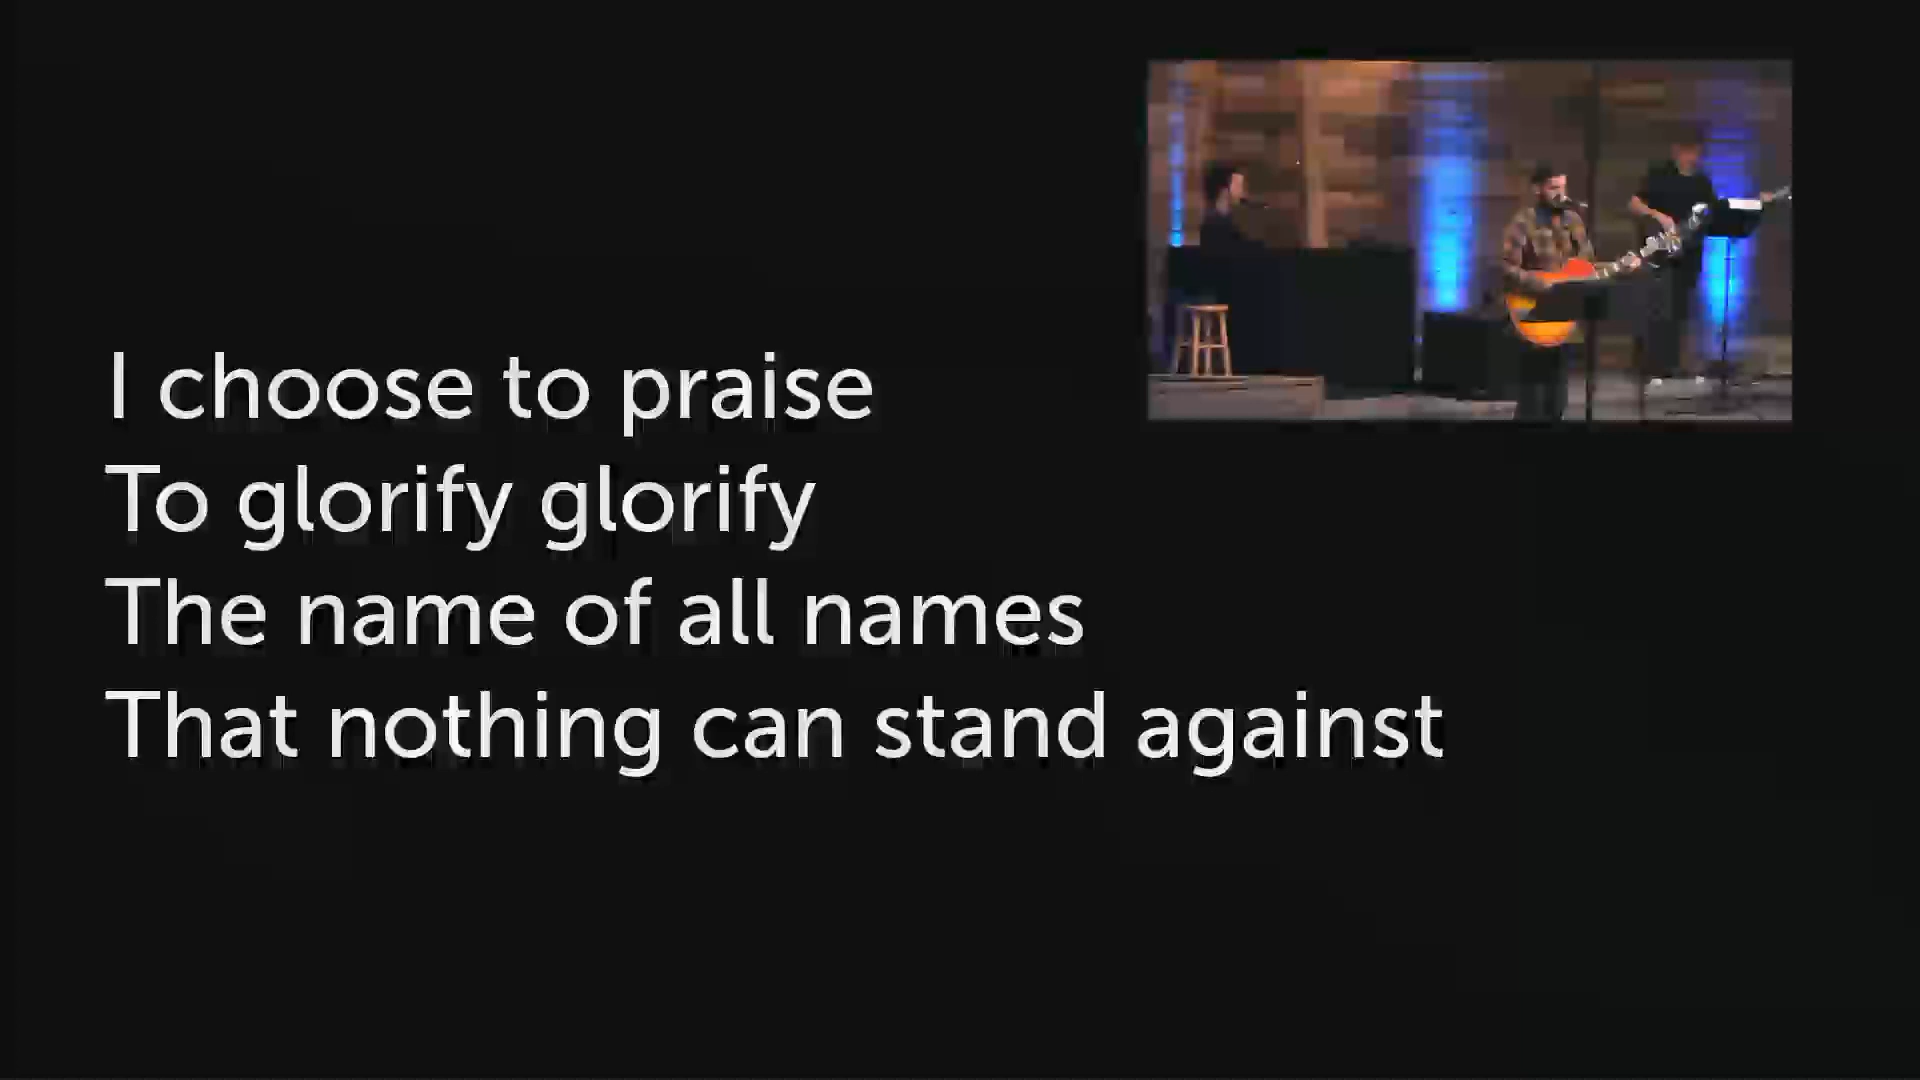 I choose to praise
To glorify glorify
The name of all names
That nothing can stand against